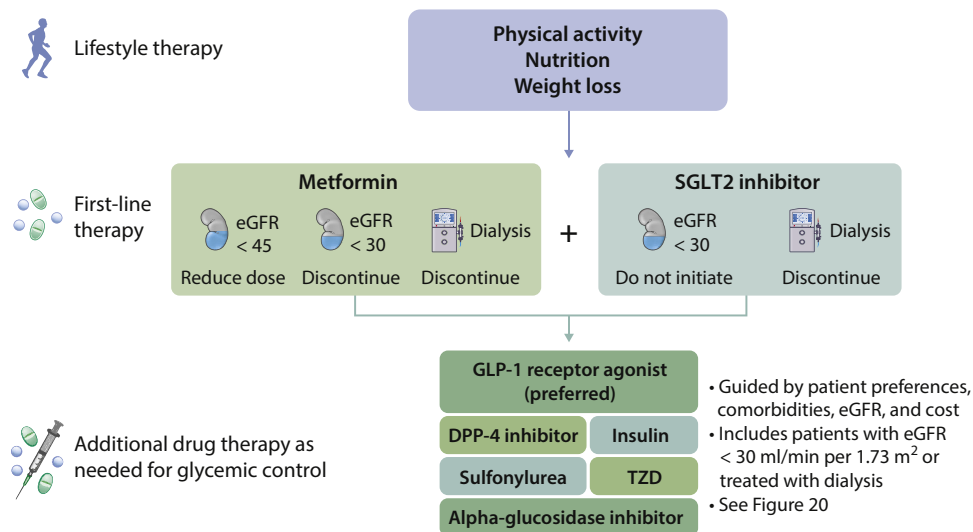 Lifestyle therapy
Physical activity
Nutrition
Weight loss
First-line
therapy
Metformin
eGFR
< 45
Reduce dose
eGFR
< 30
Discontinue
Dialysis
Discontinue
+
SGLT2 inhibitor
eGFR
< 30
Do not initiate
Dialysis
Discontinue
Additional drug therapy as
needed for glycemic control
GLP-1 receptor agonist
(preferred)
DPP-4 inhibitor
Insulin
Sulfonylurea
TZD
Alpha-glucosidase inhibitor
• Guided by patient preferences,
comorbidities, eGFR, and cost
• Includes patients with eGFR
< 30 ml/min per 1.73 m² or
treated with dialysis
• See Figure 20